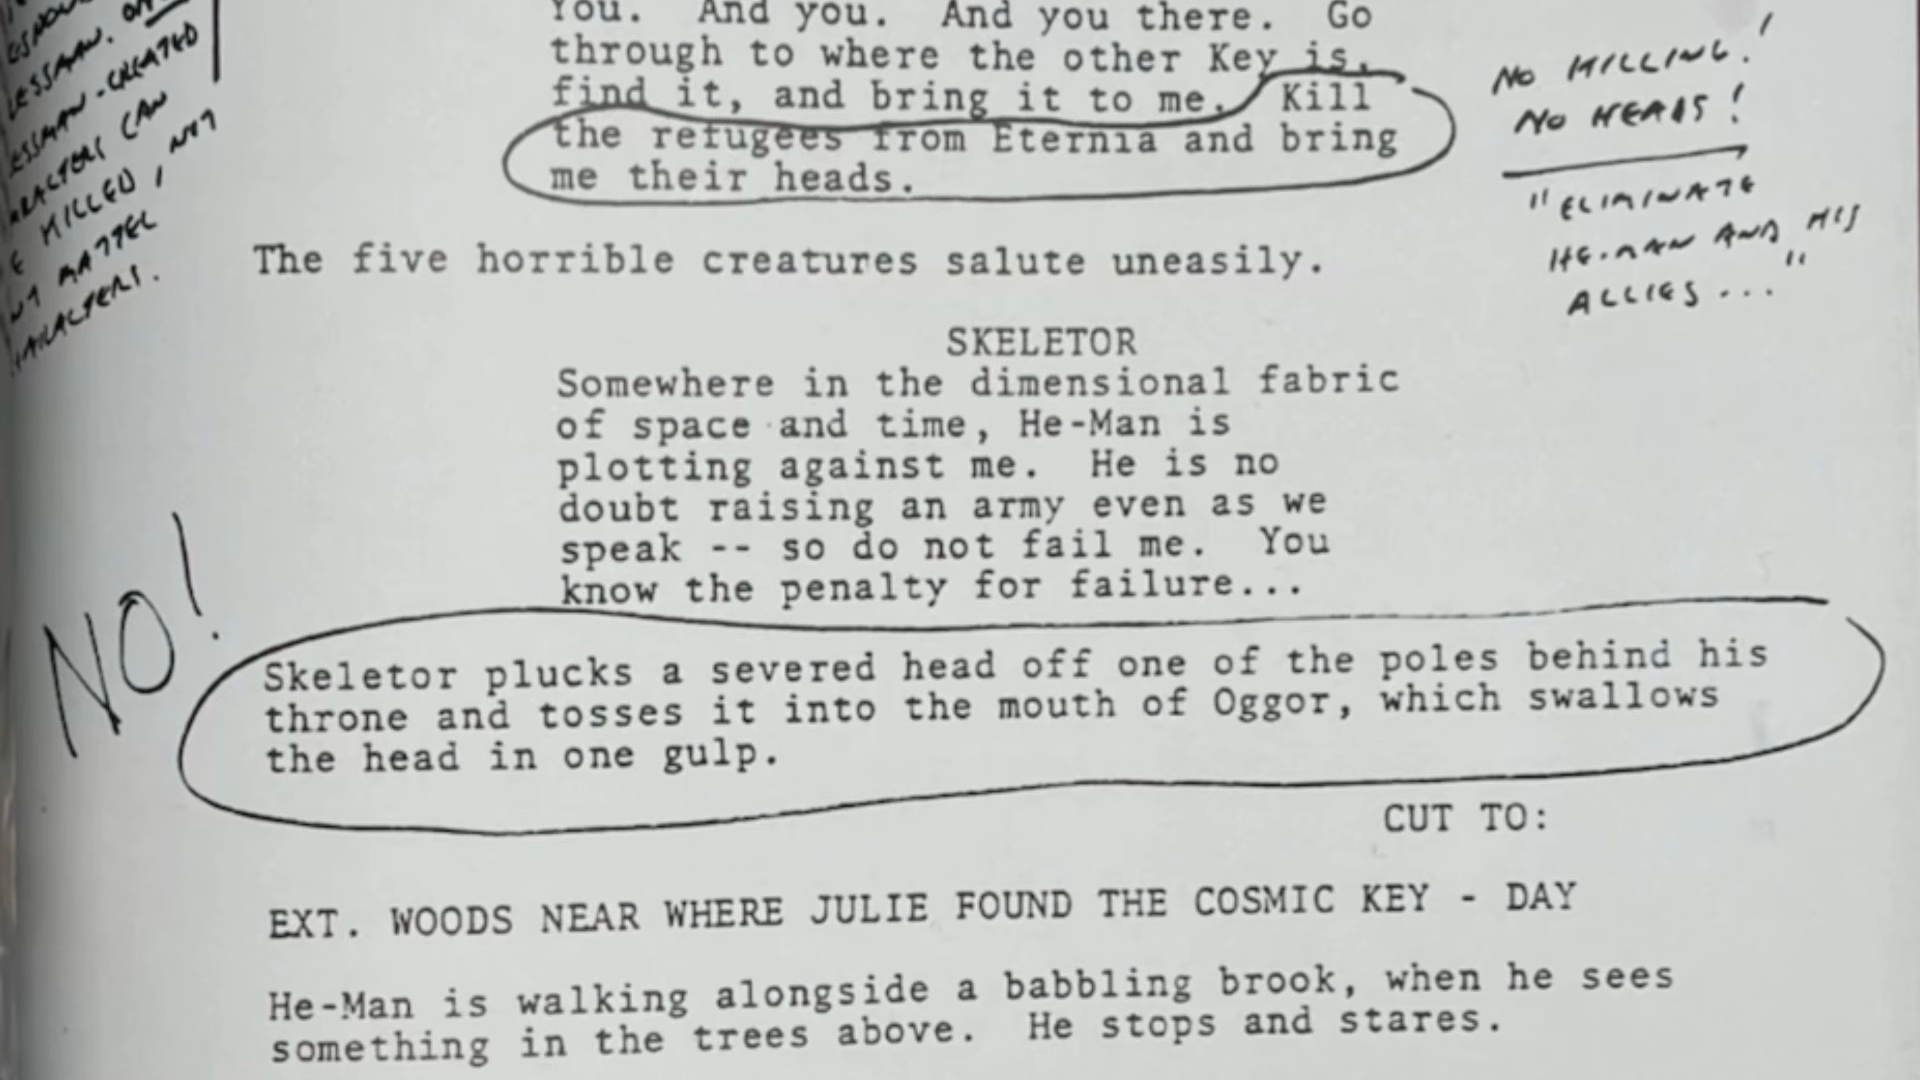 You. And you. And you there. Go
through to where the other Key is,
find it, and bring it to me. Kill
the refugees from Eternia and bring
me their heads.
NO KILLING!
NO HEADS!
"ELIMINATE
HE-MAN AND HIS
ALLIES..."
-CREATED
CAN
KILLED, NOT
MATTEL
The five horrible creatures salute uneasily.
SKELETOR
Somewhere in the dimensional fabric
of space and time, He-Man is
plotting against me. He is no
doubt raising an army even as we
speak -- so do not fail me. You
know the penalty for failure...
NO!
Skeletor plucks a severed head off one of the poles behind his
throne and tosses it into the mouth of Oggor, which swallows
the head in one gulp.
CUT TO:
EXT. WOODS NEAR WHERE JULIE FOUND THE COSMIC KEY - DAY
He-Man is walking alongside a babbling brook, when he sees
something in the trees above. He stops and stares.